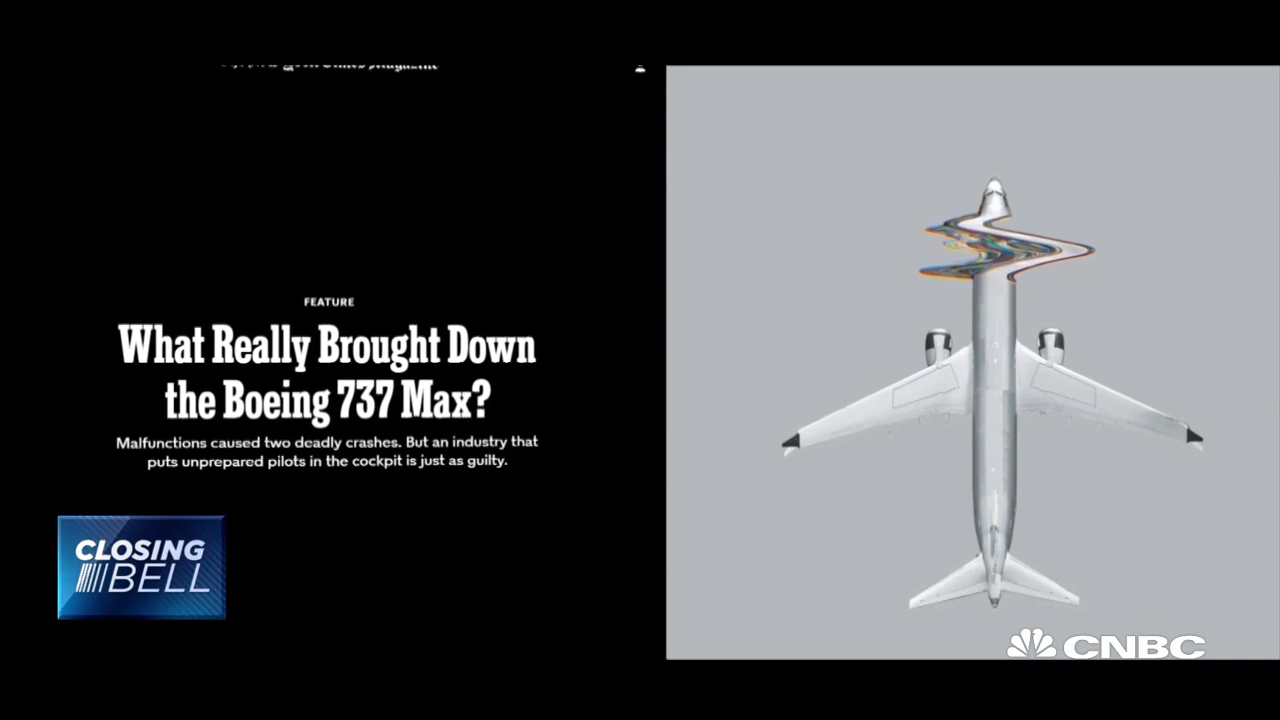 FEATURE
What Really Brought Down
the Boeing 737 Max?
Malfunctions caused two deadly crashes. But an industry that
puts unprepared pilots in the cockpit is just as guilty.
CLOSING
BELL
CNBC